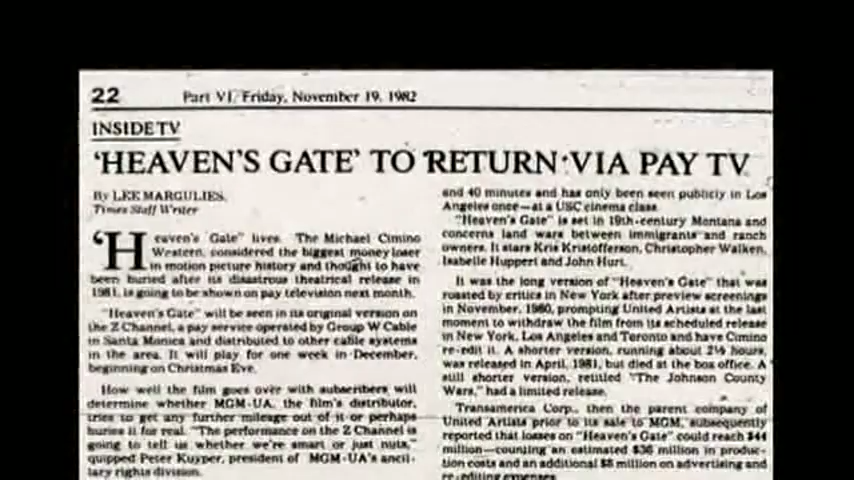 22
Part VI/Friday, November 19, 1982
INSIDE TV
'HEAVEN'S GATE' TO RETURN VIA PAY TV
By LEE MARGULIES,
Times Staff Writer
'Heaven's Gate" lives. The Michael Cimino
Western, considered the biggest money loser
in motion picture history and thought to have
been buried after its disastrous theatrical release in
1981, is going to be shown on pay television next month.
"Heaven's Gate" will be seen in its original version on
the Z Channel, a pay service operated by Group W Cable
in Santa Monica and distributed to other cable systems
in the area. It will play for one week in December,
beginning on Christmas Eve.
How well the film goes over with subscribers will
determine whether MGM-UA, the film's distributor,
tries to get any further mileage out of it or perhaps
buries it for real. "The performance on the Z Channel is
going to tell us whether we're smart or just nuts,"
quipped Peter Kuyper, president of MGM-UA's ancil-
lary rights division.
and 40 minutes and has only been seen publicly in Los
Angeles once—at a USC cinema class.
"Heaven's Gate" is set in 19th-century Montana and
concerns land wars between immigrants and ranch
owners. It stars Kris Kristofferson, Christopher Walken,
Isabelle Huppert and John Hurt.
It was the long version of "Heaven's Gate" that was
roasted by critics in New York after preview screenings
in November, 1980, prompting United Artists at the last
moment to withdraw the film from its scheduled release
in New York, Los Angeles and Toronto and have Cimino
re-edit it. A shorter version, running about 2½ hours,
was released in April, 1981, but died at the box office. A
still shorter version, retitled "The Johnson County
Wars," had a limited release.
Transamerica Corp., then the parent company of
United Artists prior to its sale to MGM, subsequently
reported that losses on "Heaven's Gate" could reach $44
million—counting an estimated $36 million in produc-
tion costs and an additional $8 million on advertising and
re-editing expenses.